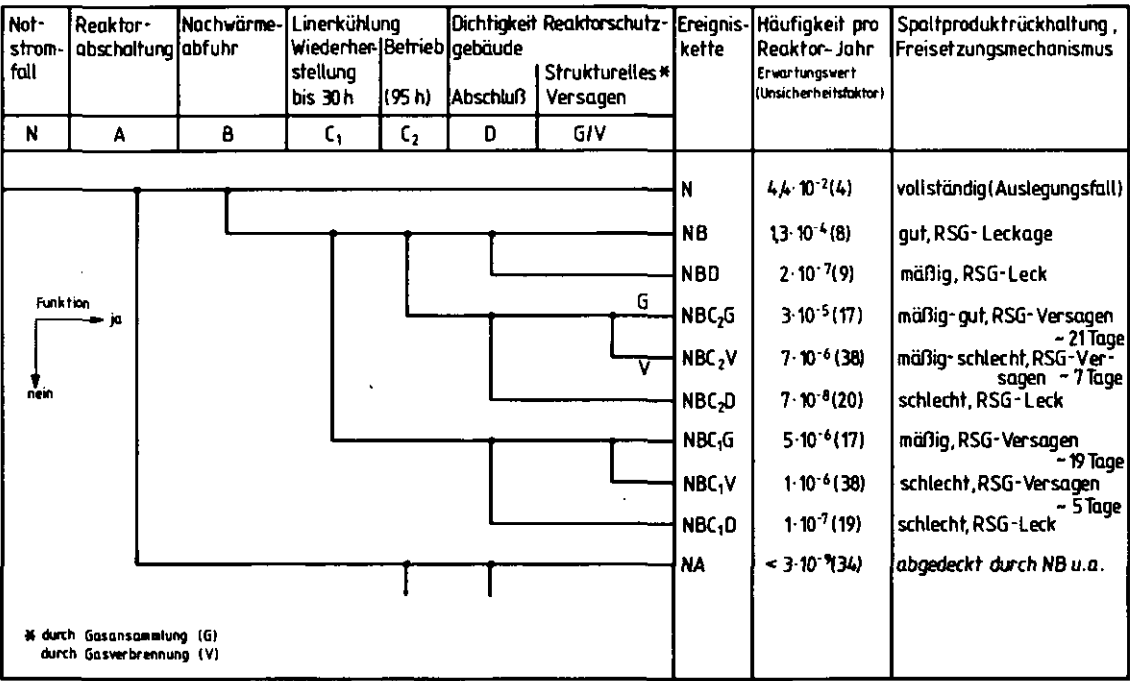 Not-
strom-
fall
Reaktor-
abschaltung
Nachwärme-
abfuhr
Linerkühlung
Wiederher-
stellung
bis 30 h
Betrieb
(95 h)
Dichtigkeit Reaktorschutz-
gebäude
Abschluß
Strukturelles*
Versagen
Ereignis-
kette
Häufigkeit pro
Reaktor-Jahr
Erwartungswert
(Unsicherheitsfaktor)
Spaltproduktrückhaltung,
Freisetzungsmechanismus
N A B C₁ C₂ D G/V
N 4,4·10⁻²(4) vollständig(Auslegungsfall)
NB 1,3·10⁻⁴(8) gut, RSG-Leckage
NBD 2·10⁻⁷(9) mäßig, RSG-Leck
Funktion
ja
nein
G
NBC₂G 3·10⁻⁵(17) mäßig-gut, RSG-Versagen
~ 21 Tage
V
NBC₂V 7·10⁻⁶(38) mäßig-schlecht, RSG-Ver-
sagen ~ 7 Tage
NBC₂D 7·10⁻⁸(20) schlecht, RSG-Leck
NBC₁G 5·10⁻⁶(17) mäßig, RSG-Versagen
~ 19 Tage
NBC₁V 1·10⁻⁶(38) schlecht, RSG-Versagen
~ 5 Tage
NBC₁D 1·10⁻⁷(19) schlecht, RSG-Leck
NA < 3·10⁻⁹(34) abgedeckt durch NB u.a.
* durch Gasansammlung (G)
durch Gasverbrennung (V)